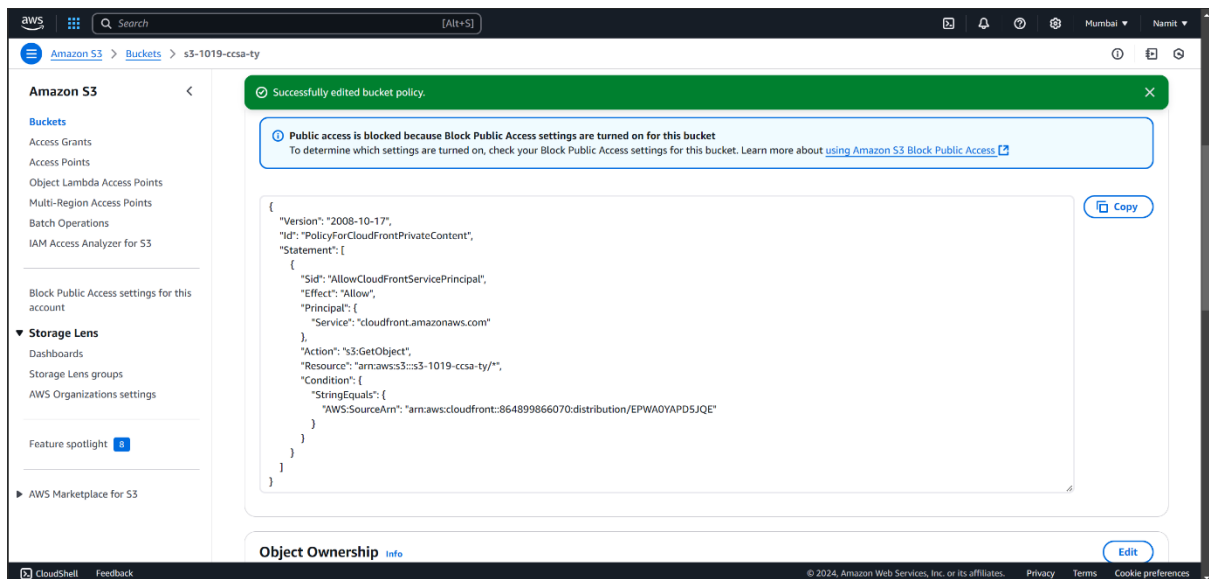 aws
Search
[Alt+S]
Mumbai ▼
Namit ▼
Amazon S3 > Buckets > s3-1019-ccsa-ty
Amazon S3
Buckets
Access Grants
Access Points
Object Lambda Access Points
Multi-Region Access Points
Batch Operations
IAM Access Analyzer for S3
Block Public Access settings for this
account
▼ Storage Lens
Dashboards
Storage Lens groups
AWS Organizations settings
Feature spotlight 8
▶ AWS Marketplace for S3
Successfully edited bucket policy.
Public access is blocked because Block Public Access settings are turned on for this bucket
To determine which settings are turned on, check your Block Public Access settings for this bucket. Learn more about using Amazon S3 Block Public Access
Copy
{
"Version": "2008-10-17",
"Id": "PolicyForCloudFrontPrivateContent",
"Statement": [
{
"Sid": "AllowCloudFrontServicePrincipal",
"Effect": "Allow",
"Principal": {
"Service": "cloudfront.amazonaws.com"
},
"Action": "s3:GetObject",
"Resource": "arn:aws:s3:::s3-1019-ccsa-ty/*",
"Condition": {
"StringEquals": {
"AWS:SourceArn": "arn:aws:cloudfront::864899866070:distribution/EPWA0YAPD5JQE"
}
}
}
]
}
Object Ownership Info
Edit
CloudShell Feedback
© 2024, Amazon Web Services, Inc. or its affiliates. Privacy Terms Cookie preferences